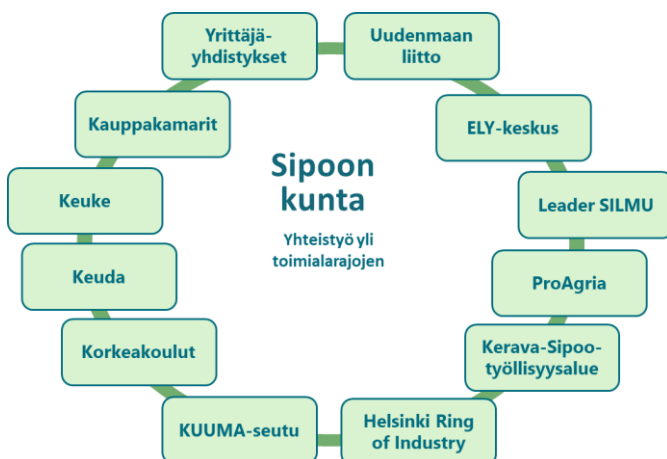 Yrittäjä-
yhdistykset
Uudenmaan
liitto
Kauppakamarit
ELY-keskus
Sipoon
kunta
Yhteistyö yli
toimialarajojen
Keuke
Leader SILMU
Keuda
ProAgria
Korkeakoulut
Kerava-Sipoo-
työllisyysalue
KUUMA-seutu
Helsinki Ring
of Industry